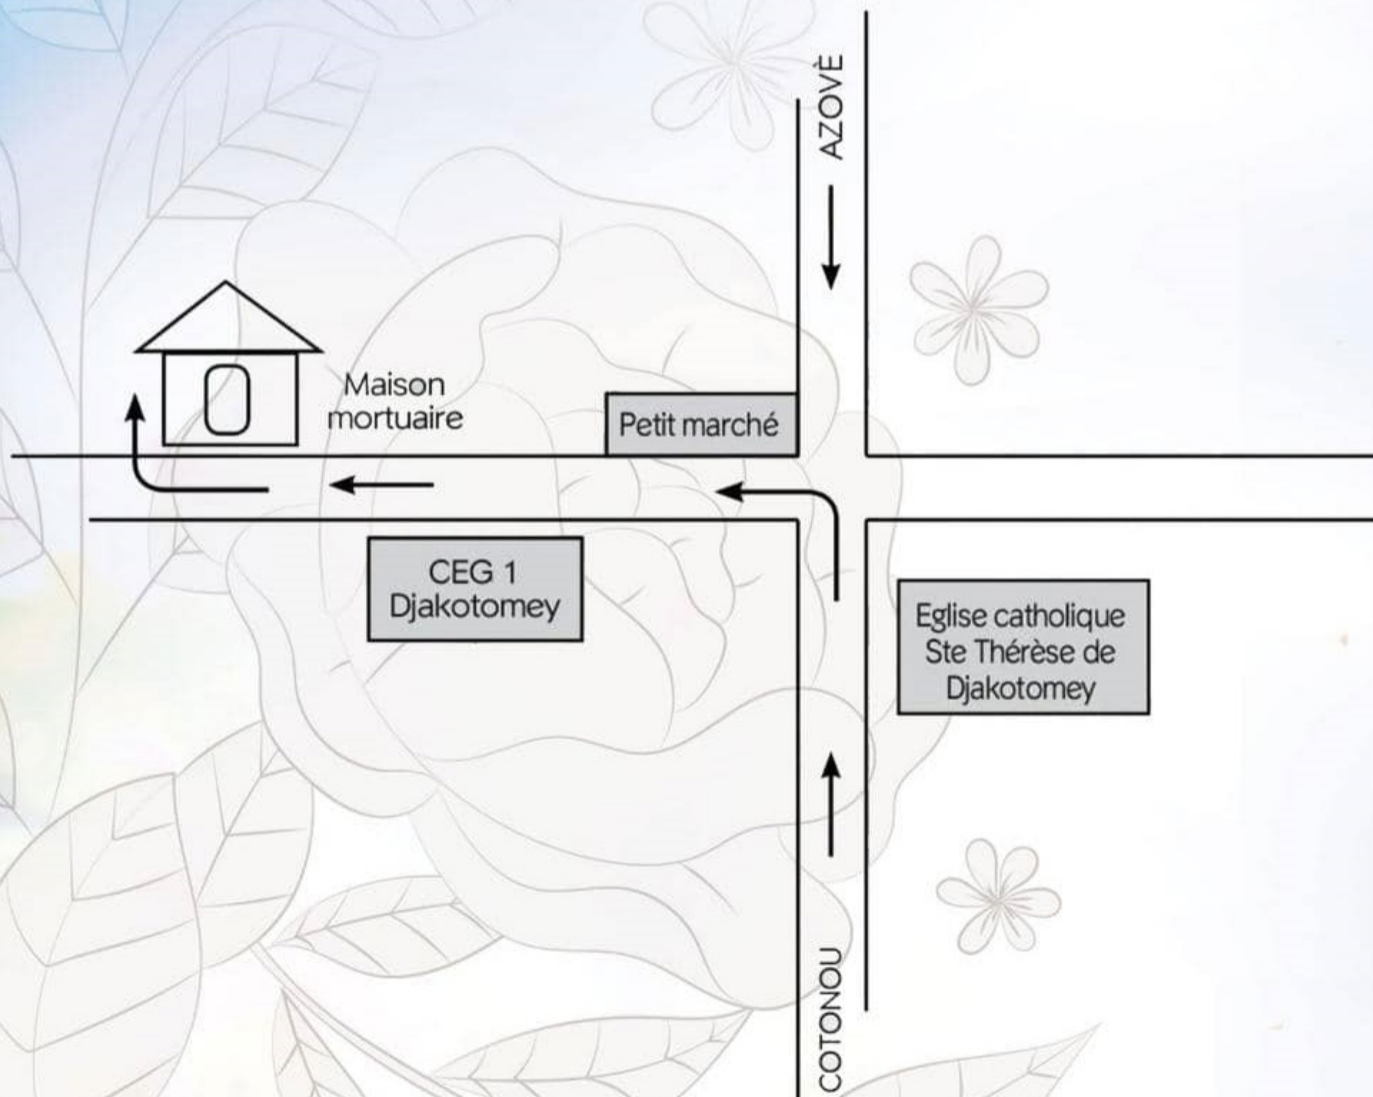 AZOVÈ
Maison
mortuaire
Petit marché
CEG 1
Djakotomey
Eglise catholique
Ste Thérèse de
Djakotomey
COTONOU